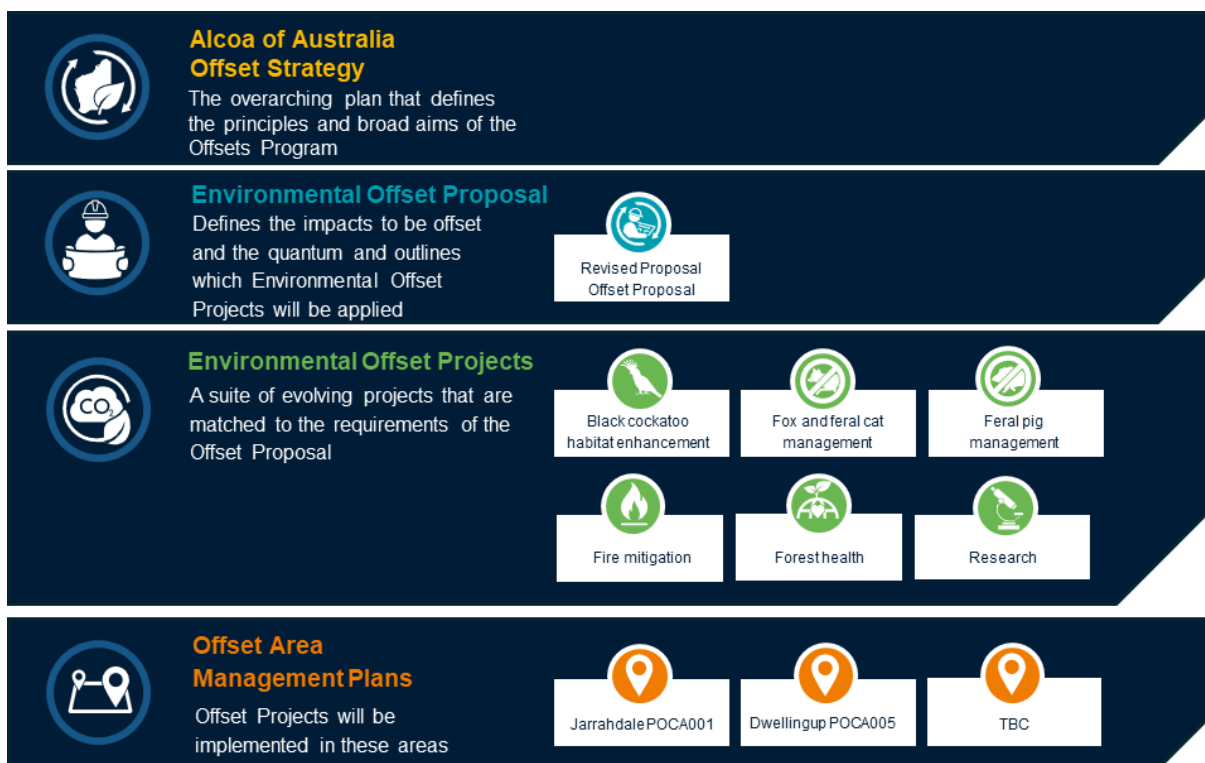 Alcoa of Australia
Offset Strategy
The overarching plan that defines
the principles and broad aims of the
Offsets Program
Environmental Offset Proposal
Defines the impacts to be offset
and the quantum and outlines
which Environmental Offset
Projects will be applied
Revised Proposal
Offset Proposal
Environmental Offset Projects
A suite of evolving projects that are
matched to the requirements of the
Offset Proposal
CO2
Black cockatoo
habitat enhancement
Fox and feral cat
management
Feral pig
management
Fire mitigation
Forest health
Research
Offset Area
Management Plans
Offset Projects will be
implemented in these areas
Jarrahdale POCA001
Dwellingup POCA005
TBC